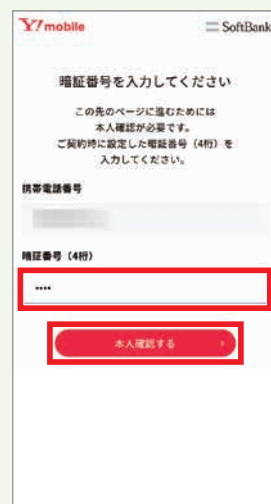 Y!mobile
SoftBank
暗証番号を入力してください
この先のページに進むためには
本人確認が必要です。
ご契約時に設定した暗証番号（4桁）を
入力してください。
携帯電話番号
暗証番号（4桁）
••••
本人確認する